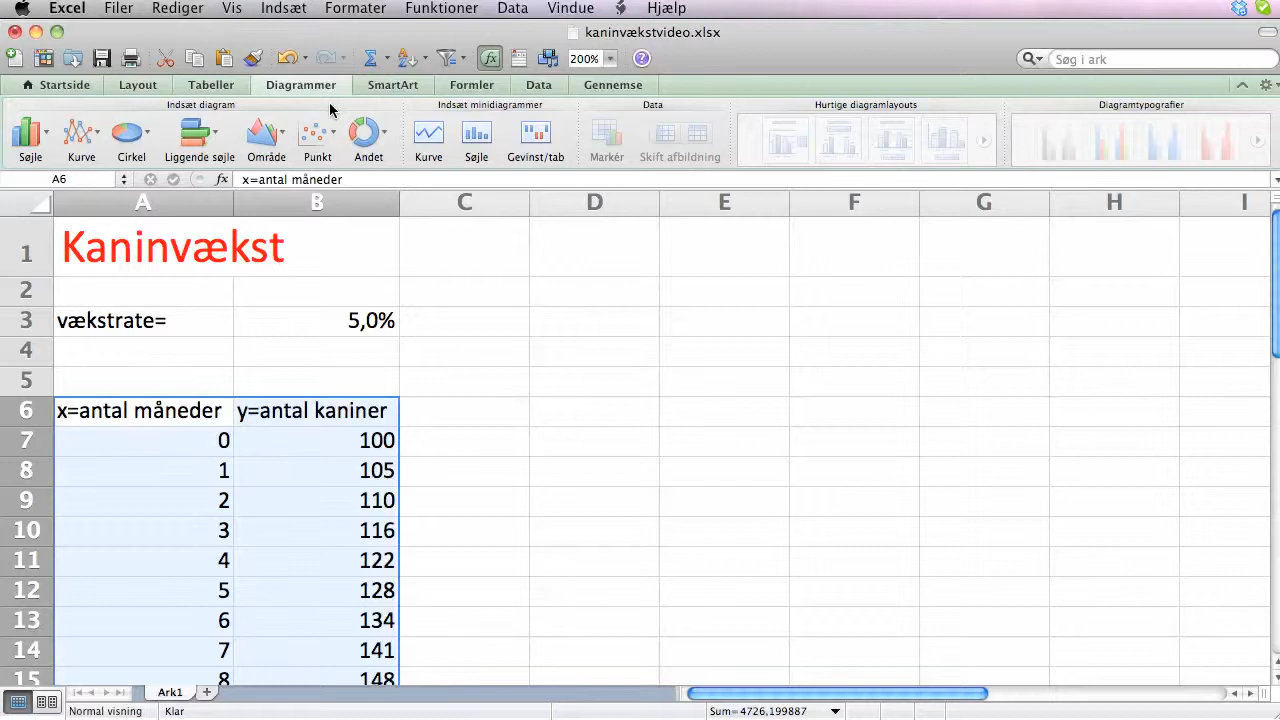 Excel Filer Rediger Vis Indsæt Formater Funktioner Data Vindue Hjælp
kaninvækstvideo.xlsx
200% Søg i ark
Startside Layout Tabeller Diagrammer SmartArt Formler Data Gennemse
Indsæt diagram Indsæt minidiagrammer Data Hurtige diagramlayouts Diagramtypografier
Søjle Kurve Cirkel Liggende søjle Område Punkt Andet Kurve Søjle Gevinst/tab Markér Skift afbildning
A6 fx x=antal måneder
A B C D E F G H I
1 Kaninvækst
2
3 vækstrate= 5,0%
4
5
6 x=antal måneder y=antal kaniner
7 0 100
8 1 105
9 2 110
10 3 116
11 4 122
12 5 128
13 6 134
14 7 141
15 8 148
Ark1
Normal visning Klar Sum=4726,199887